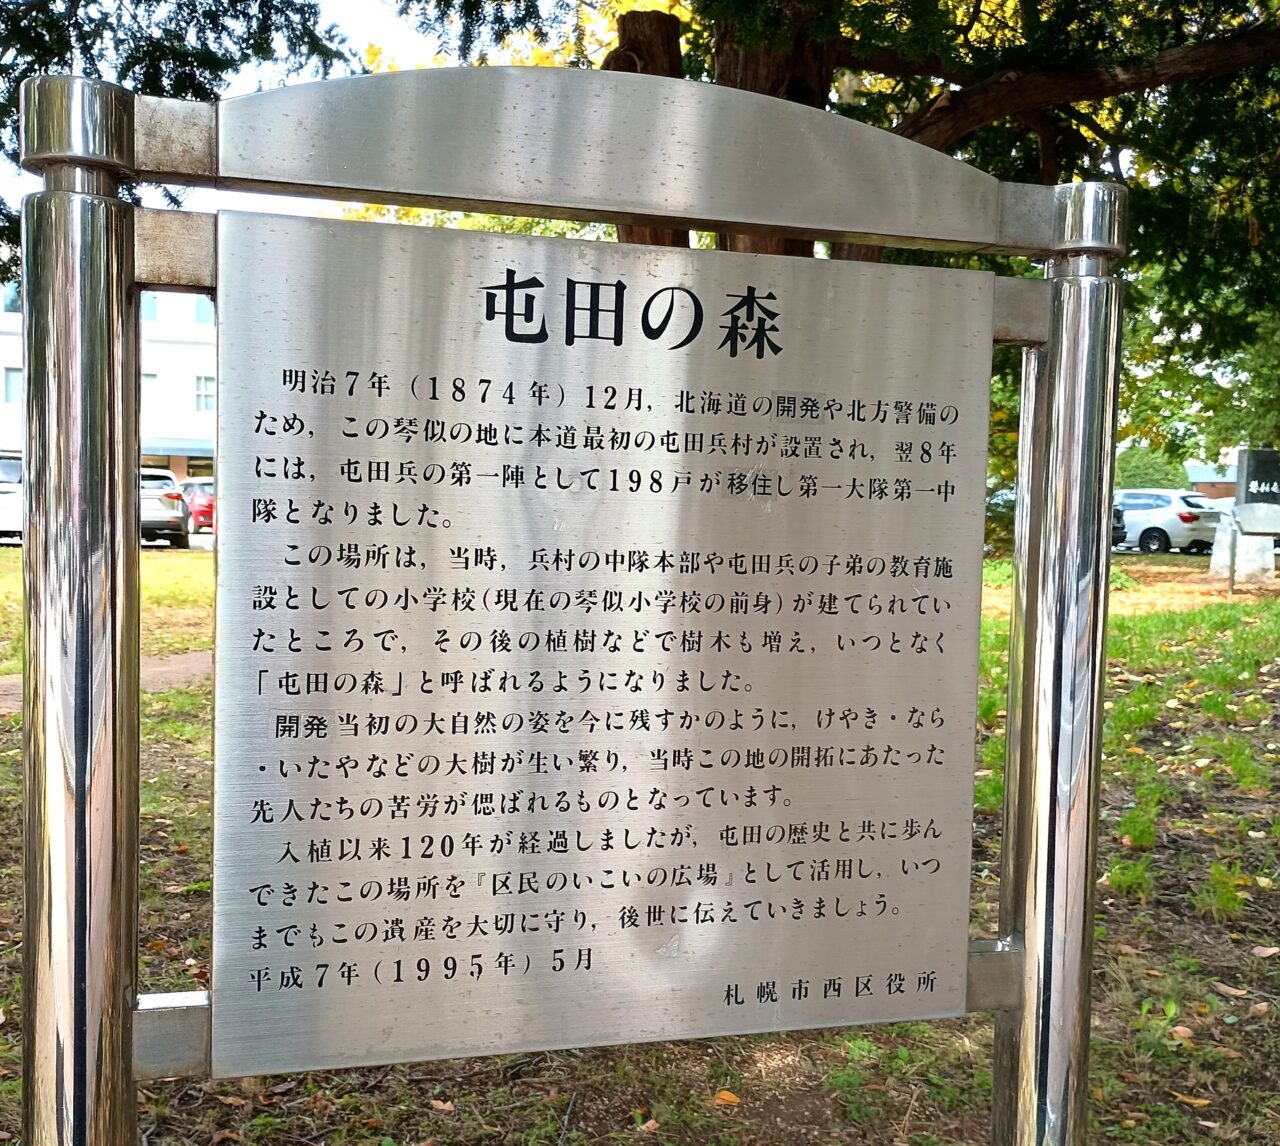 屯田の森
明治7年（1874年）12月，北海道の開発や北方警備の
ため，この琴似の地に本道最初の屯田兵村が設置され，翌8年
には，屯田兵の第一陣として198戸が移住し第一大隊第一中
隊となりました。
この場所は，当時，兵村の中隊本部や屯田兵の子弟の教育施
設としての小学校（現在の琴似小学校の前身）が建てられてい
たところで，その後の植樹などで樹木も増え，いつとなく
「屯田の森」と呼ばれるようになりました。
開発当初の大自然の姿を今に残すかのように，けやき・なら
・いたやなどの大樹が生い繁り，当時この地の開拓にあたった
先人たちの苦労が偲ばれるものとなっています。
入植以来120年が経過しましたが，屯田の歴史と共に歩ん
できたこの場所を『区民のいこいの広場』として活用し，いつ
までもこの遺産を大切に守り，後世に伝えていきましょう。
平成7年（1995年）5月
札幌市西区役所